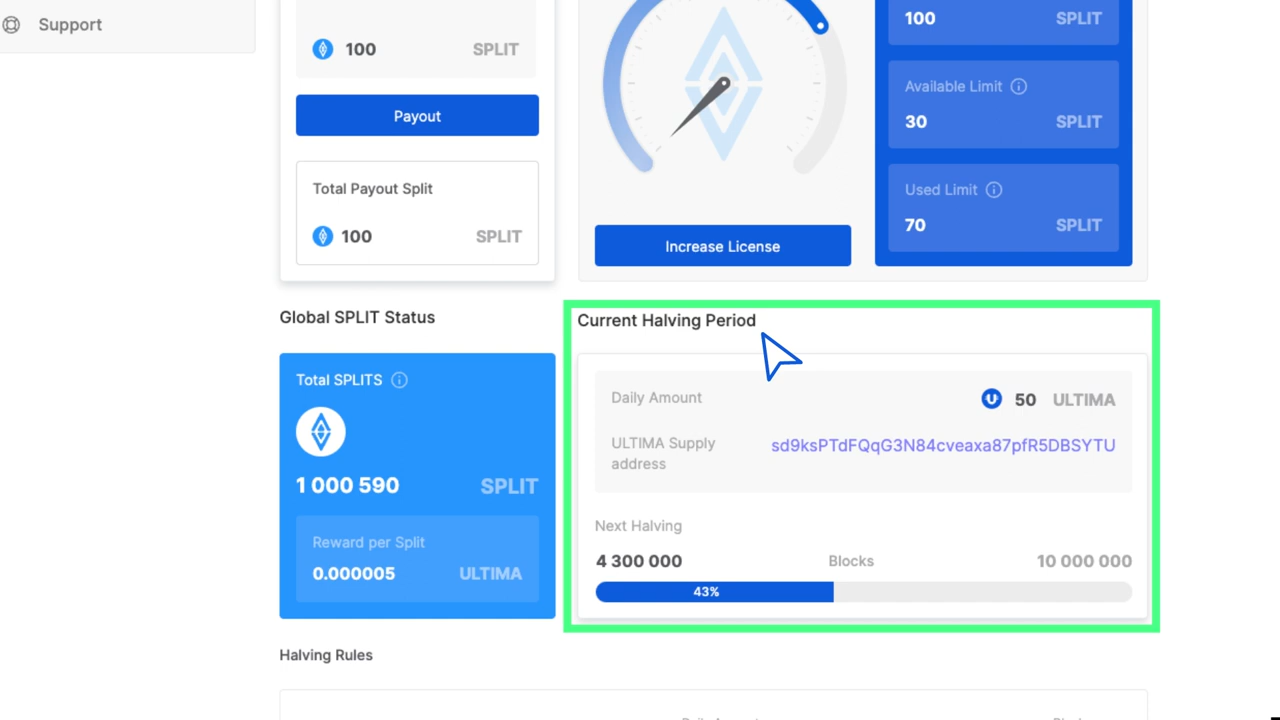 Support
100 SPLIT
Payout
Total Payout Split
100 SPLIT
Increase License
100 SPLIT
Available Limit
30 SPLIT
Used Limit
70 SPLIT
Global SPLIT Status
Total SPLITS
1 000 590 SPLIT
Reward per Split
0.000005 ULTIMA
Current Halving Period
Daily Amount 50 ULTIMA
ULTIMA Supply address sd9ksPTdFQqG3N84cveaxa87pfR5DBSYTU
Next Halving
4 300 000 Blocks 10 000 000
43%
Halving Rules